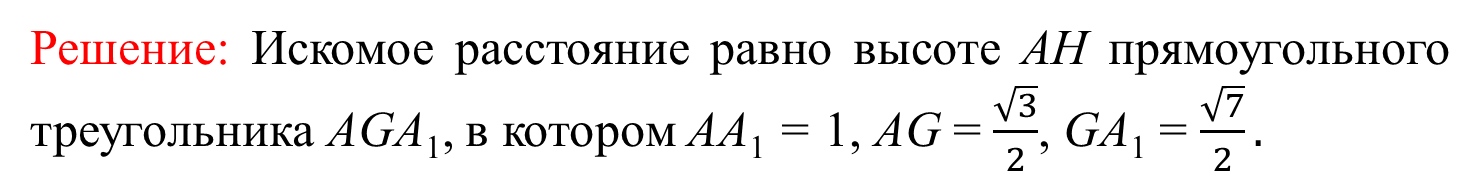 Решение: Искомое расстояние равно высоте AH прямоугольного
треугольника AGA₁, в котором AA₁ = 1, AG = √3/2, GA₁ = √7/2.